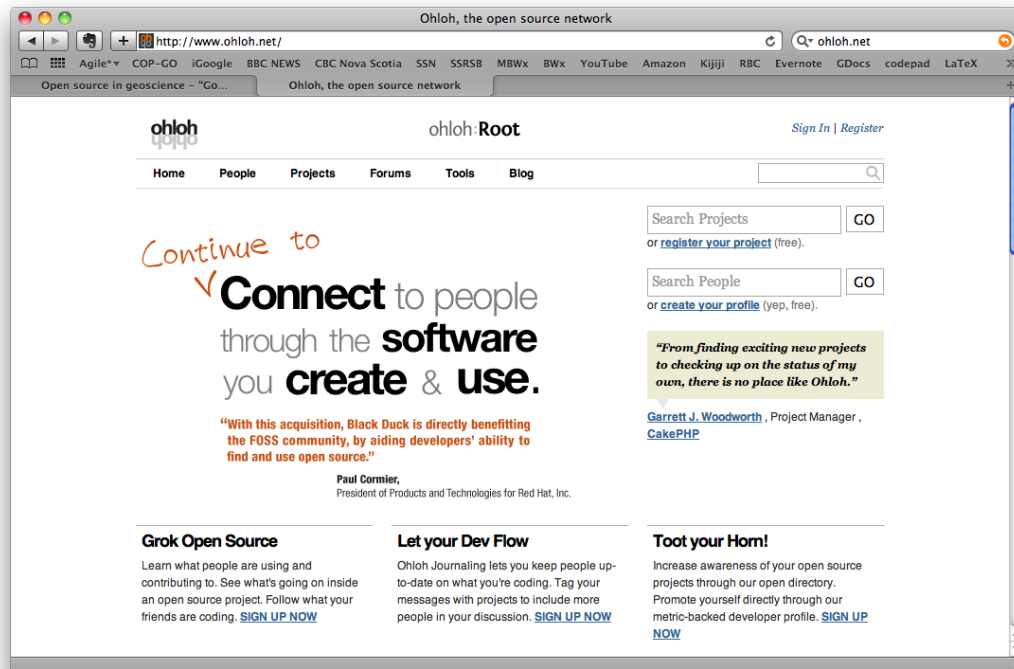 Ohloh, the open source network
http://www.ohloh.net/
ohloh.net
Agile* COP-GO iGoogle BBC NEWS CBC Nova Scotia SSN SSRSB MBWx BWx YouTube Amazon Kijiji RBC Evernote GDocs codepad LaTeX
Open source in geoscience – "Go...
Ohloh, the open source network
ohloh
ohloh:Root
Sign In | Register
Home People Projects Forums Tools Blog
Search Projects GO
or register your project (free).
Search People GO
or create your profile (yep, free).
Continue to
Connect to people
through the software
you create & use.
“With this acquisition, Black Duck is directly benefitting
the FOSS community, by aiding developers’ ability to
find and use open source.”
Paul Cormier,
President of Products and Technologies for Red Hat, Inc.
“From finding exciting new projects
to checking up on the status of my
own, there is no place like Ohloh.”
Garrett J. Woodworth , Project Manager ,
CakePHP
Grok Open Source
Learn what people are using and
contributing to. See what's going on inside
an open source project. Follow what your
friends are coding. SIGN UP NOW
Let your Dev Flow
Ohloh Journaling lets you keep people up-
to-date on what you're coding. Tag your
messages with projects to include more
people in your discussion. SIGN UP NOW
Toot your Horn!
Increase awareness of your open source
projects through our open directory.
Promote yourself directly through our
metric-backed developer profile. SIGN UP
NOW